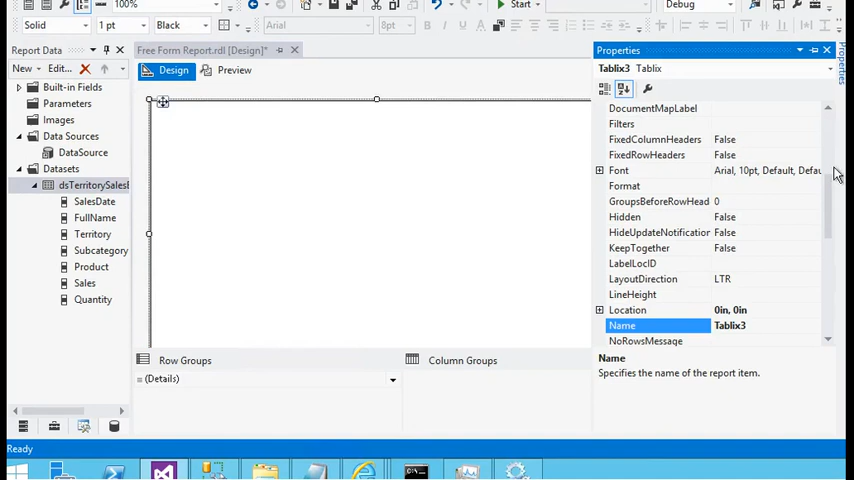 100%
Start
Debug
Solid
1 pt
Black
Arial
8pt
Report Data
Free Form Report.rdl [Design]*
Properties
Properties
New
Edit...
Design
Preview
Tablix3 Tablix
Built-in Fields
Parameters
Images
Data Sources
DataSource
Datasets
dsTerritorySales
SalesDate
FullName
Territory
Subcategory
Product
Sales
Quantity
DocumentMapLabel
Filters
FixedColumnHeaders False
FixedRowHeaders False
Font Arial, 10pt, Default, Defau
Format
GroupsBeforeRowHead 0
Hidden False
HideUpdateNotification False
KeepTogether False
LabelLocID
LayoutDirection LTR
LineHeight
Location 0in, 0in
Name Tablix3
NoRowsMessage
Row Groups
Column Groups
(Details)
Name
Specifies the name of the report item.
Ready